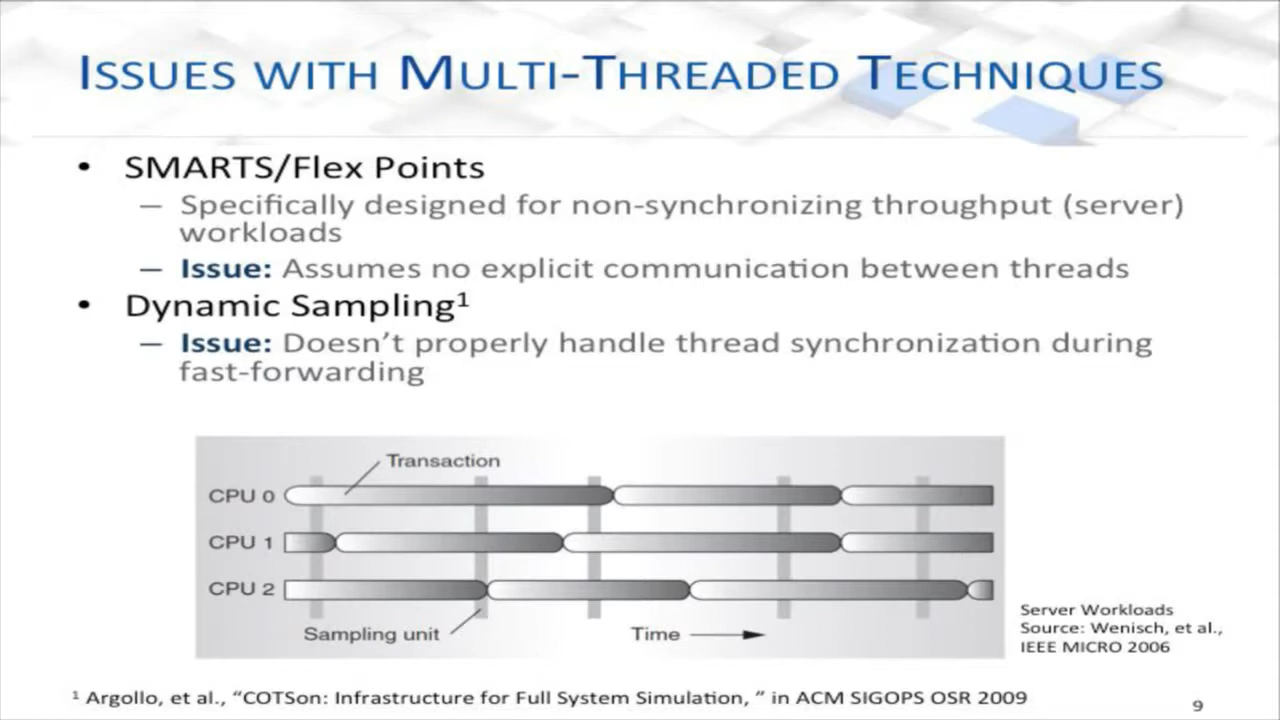 ISSUES WITH MULTI-THREADED TECHNIQUES
• SMARTS/Flex Points
– Specifically designed for non-synchronizing throughput (server)
workloads
– Issue: Assumes no explicit communication between threads
• Dynamic Sampling¹
– Issue: Doesn't properly handle thread synchronization during
fast-forwarding
Transaction
CPU 0
CPU 1
CPU 2
Sampling unit
Time
Server Workloads
Source: Wenisch, et al.,
IEEE MICRO 2006
¹ Argollo, et al., “COTSon: Infrastructure for Full System Simulation, ” in ACM SIGOPS OSR 2009
9